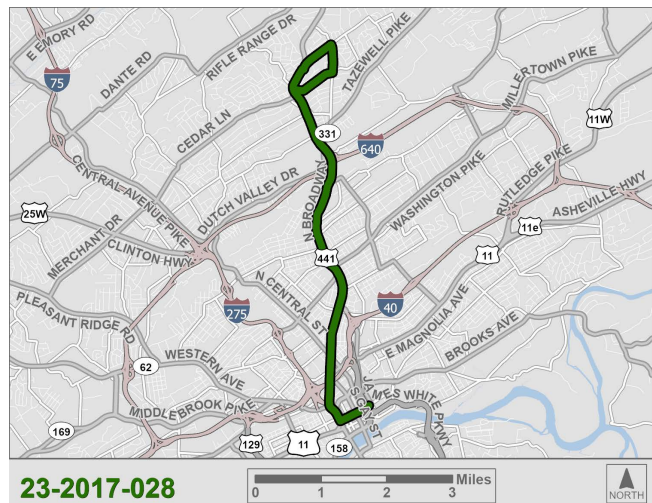 E EMORY RD
RIFLE RANGE DR
TAZEWELL PIKE
75
DANTE RD
MILLERTOWN PIKE
CEDAR LN
331
11W
640
CENTRAL AVENUE PIKE
N BROADWAY
WASHINGTON PIKE
RUTLEDGE PIKE
DUTCH VALLEY DR
ASHEVILLE HWY
25W
MERCHANT DR
11e
CLINTON HWY
441
11
N CENTRAL ST
PLEASANT RIDGE RD
275
40
E MAGNOLIA AVE
BROOKS AVE
62
WESTERN AVE
JAMES WHITE PKWY
S GAY ST
MIDDLEBROOK PIKE
169
129
11
158
23-2017-028
Miles
0 1 2 3
NORTH